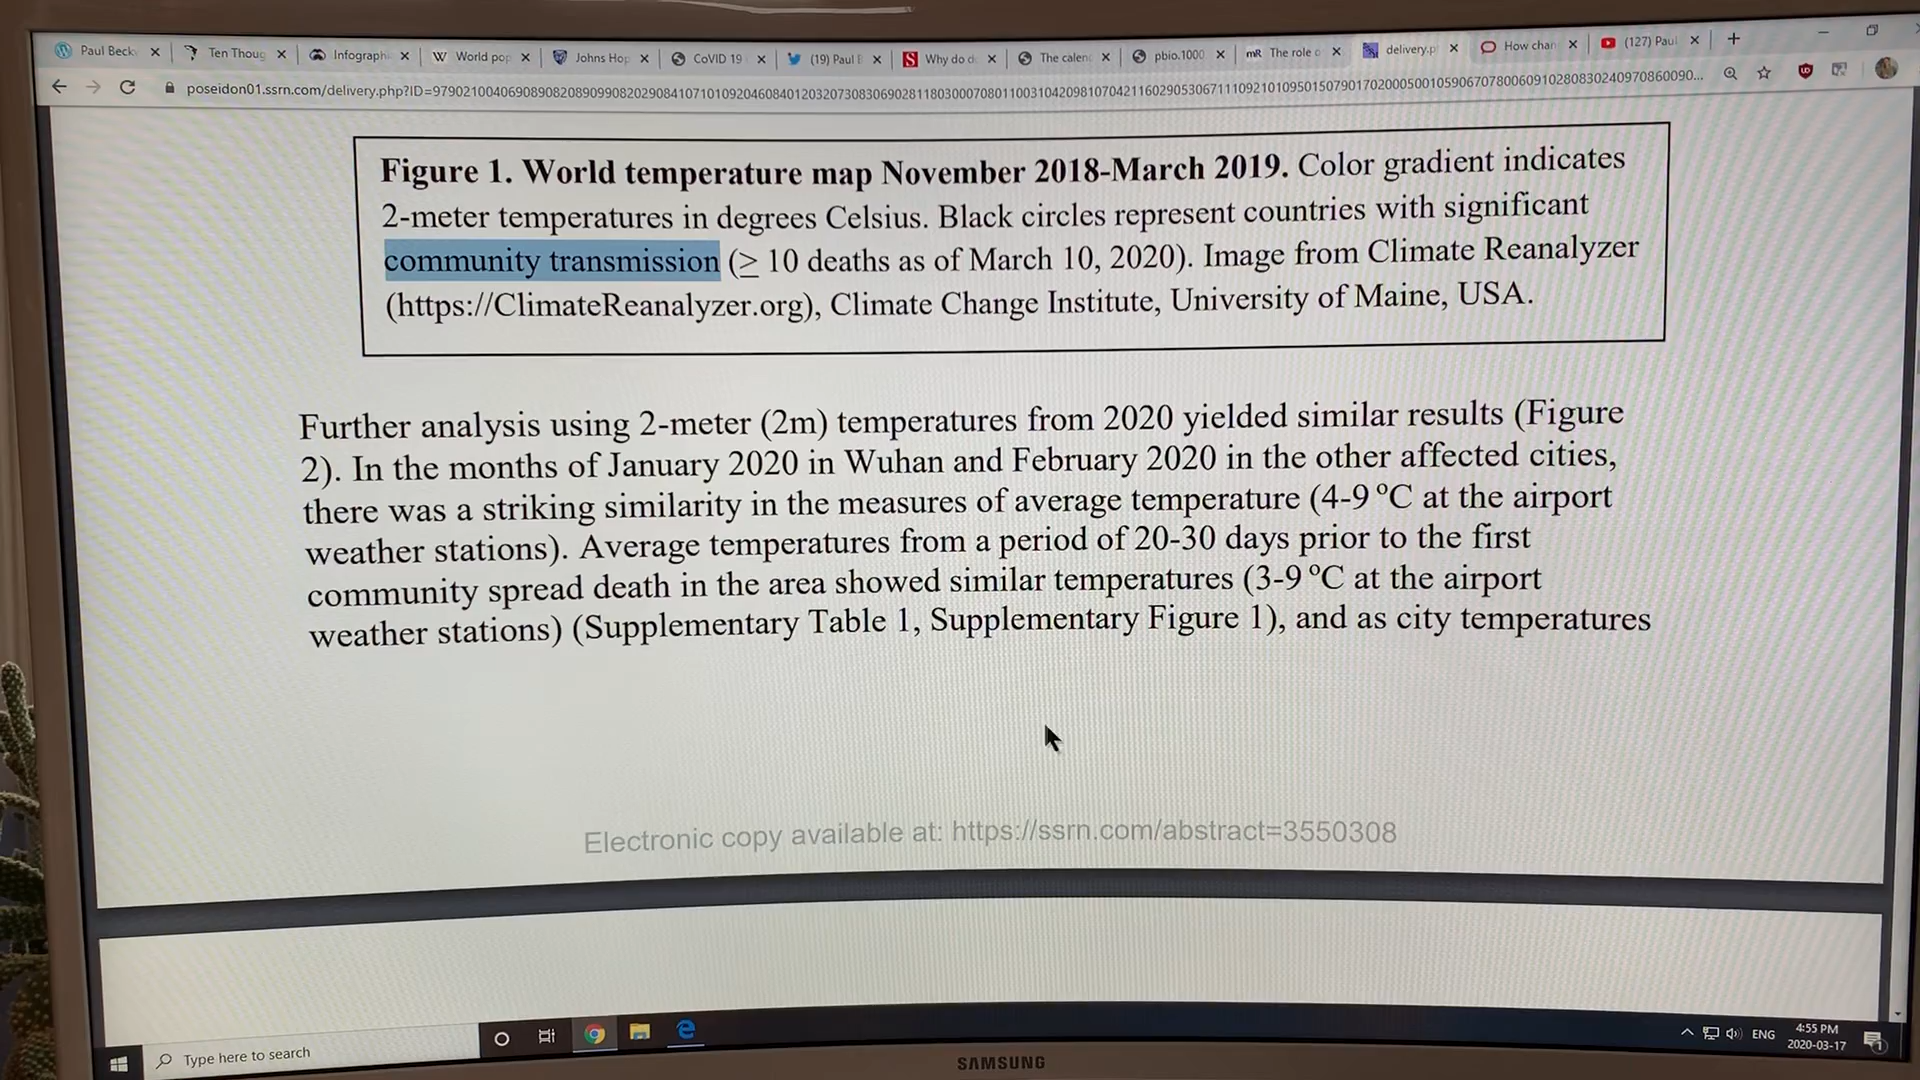 Paul Beck
Ten Thoug
Infographi
World pop
Johns Hop
CoVID 19
(19) Paul B
Why do d
The calenc
pbio.1000
The role o
delivery.p
How chan
(127) Paul
Figure 1. World temperature map November 2018-March 2019. Color gradient indicates
2-meter temperatures in degrees Celsius. Black circles represent countries with significant
community transmission (≥ 10 deaths as of March 10, 2020). Image from Climate Reanalyzer
(https://ClimateReanalyzer.org), Climate Change Institute, University of Maine, USA.
Further analysis using 2-meter (2m) temperatures from 2020 yielded similar results (Figure
2). In the months of January 2020 in Wuhan and February 2020 in the other affected cities,
there was a striking similarity in the measures of average temperature (4-9 ºC at the airport
weather stations). Average temperatures from a period of 20-30 days prior to the first
community spread death in the area showed similar temperatures (3-9 ºC at the airport
weather stations) (Supplementary Table 1, Supplementary Figure 1), and as city temperatures
Electronic copy available at: https://ssrn.com/abstract=3550308
Type here to search
ENG
4:55 PM
2020-03-17
SAMSUNG